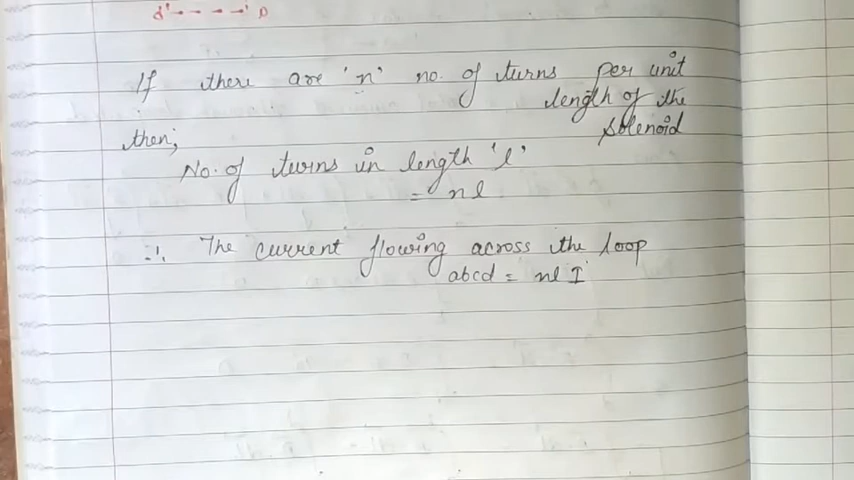 If there are 'n' no. of turns per unit
length of the
then; solenoid
No. of turns in length 'l'
= nl
∴ The current flowing across the loop
abcd = nl I